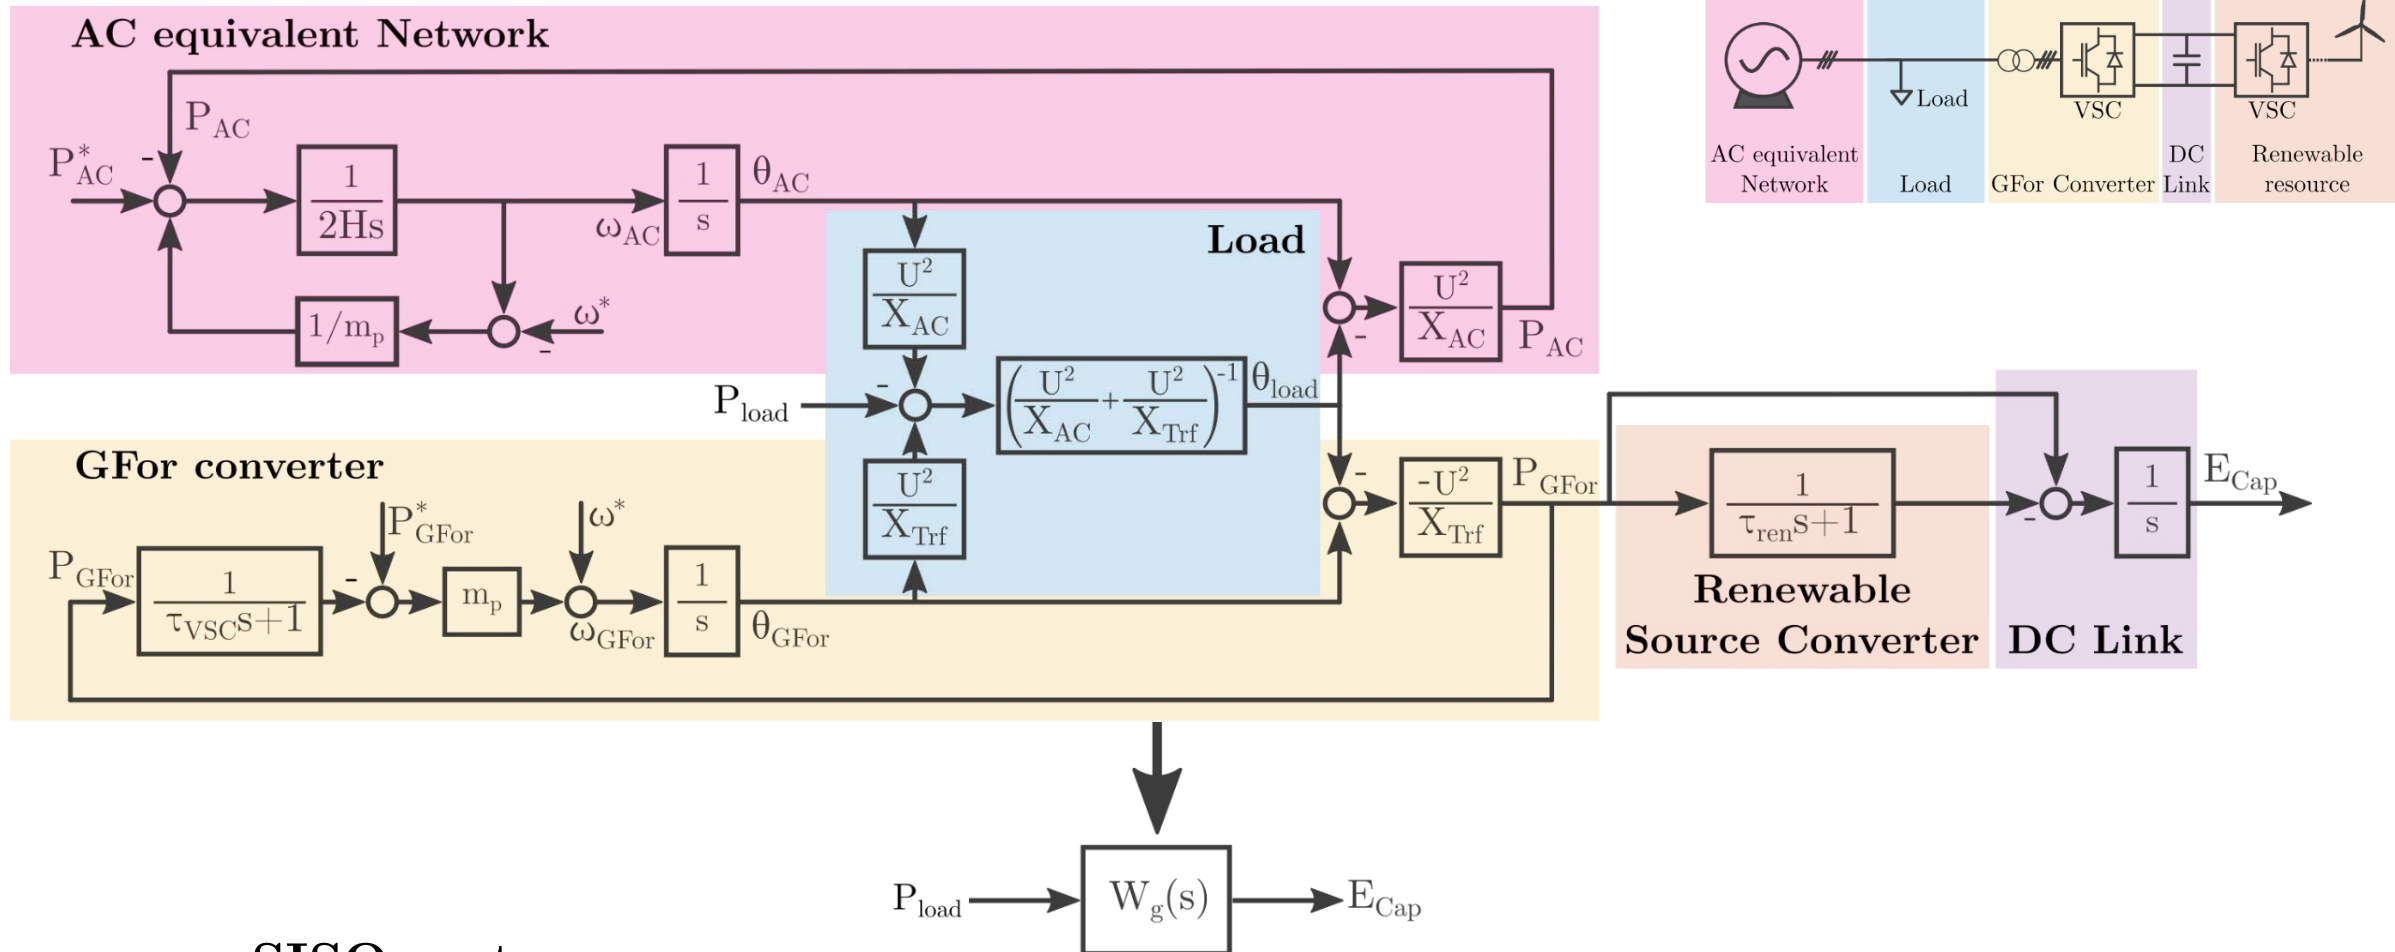 AC equivalent Network
P_AC
-
P*_AC
1
2Hs
ω_AC
1
s
θ_AC
1/m_p
ω*
-
Load
U²
X_AC
U²
X_AC
-
P_AC
P_load
-
(U²/X_AC + U²/X_Trf)⁻¹
θ_load
U²
X_Trf
GFor converter
P_GFor
1
τ_VSC s+1
-
P*_GFor
m_p
ω*
ω_GFor
1
s
θ_GFor
-
-U²
X_Trf
P_GFor
1
τ_ren s+1
Renewable
Source Converter
-
1
s
E_Cap
DC Link
Load
VSC
VSC
AC equivalent
Network
Load
GFor Converter
DC
Link
Renewable
resource
P_load
W_g(s)
E_Cap